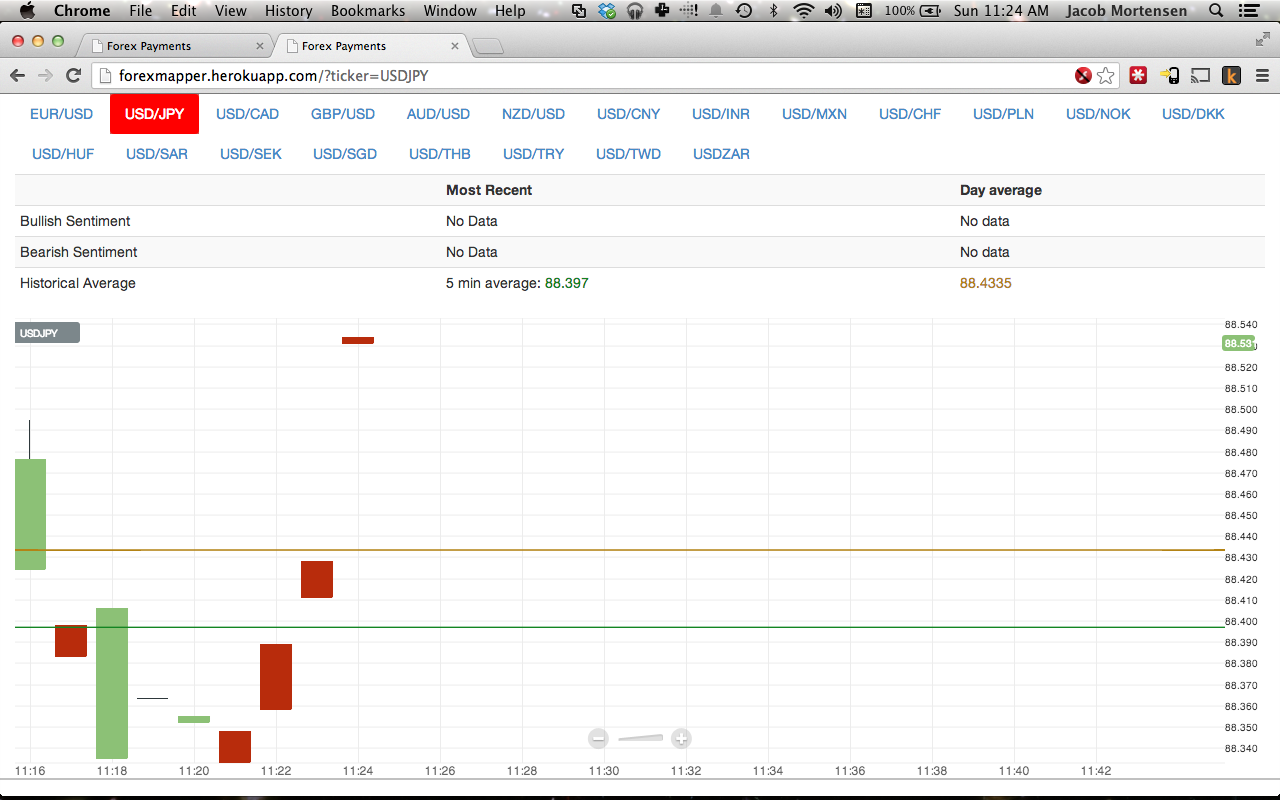 Chrome File Edit View History Bookmarks Window Help 100% Sun 11:24 AM Jacob Mortensen
Forex Payments Forex Payments
forexmapper.herokuapp.com/?ticker=USDJPY
EUR/USD USD/JPY USD/CAD GBP/USD AUD/USD NZD/USD USD/CNY USD/INR USD/MXN USD/CHF USD/PLN USD/NOK USD/DKK
USD/HUF USD/SAR USD/SEK USD/SGD USD/THB USD/TRY USD/TWD USDZAR
Most Recent Day average
Bullish Sentiment No Data No data
Bearish Sentiment No Data No data
Historical Average 5 min average: 88.397 88.4335
USDJPY
88.540
88.520
88.510
88.500
88.490
88.480
88.470
88.460
88.450
88.440
88.430
88.420
88.410
88.400
88.390
88.380
88.370
88.360
88.350
88.340
11:16 11:18 11:20 11:22 11:24 11:26 11:28 11:30 11:32 11:34 11:36 11:38 11:40 11:42